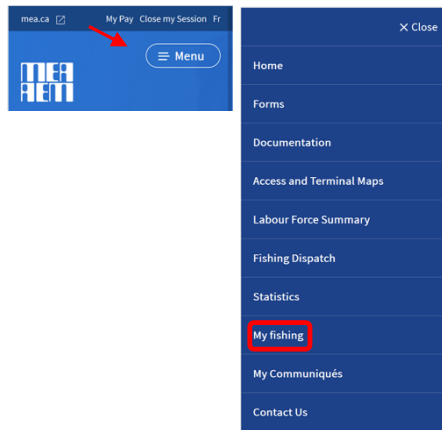 mea.ca My Pay Close my Session Fr
MEA
AEM
Menu
Close
Home
Forms
Documentation
Access and Terminal Maps
Labour Force Summary
Fishing Dispatch
Statistics
My fishing
My Communiqués
Contact Us